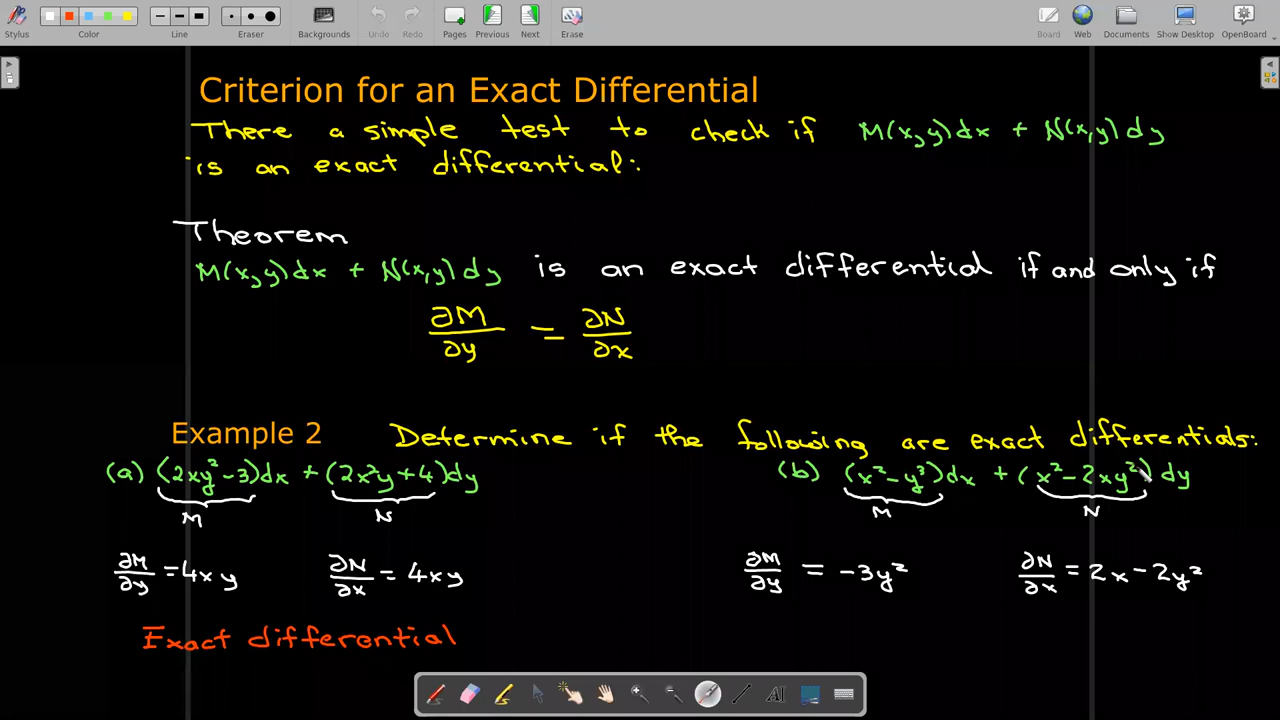 Stylus Color Line Eraser Backgrounds Undo Redo Pages Previous Next Erase Board Web Documents Show Desktop OpenBoard
Criterion for an Exact Differential
There a simple test to check if M(x,y)dx + N(x,y)dy
is an exact differential:
Theorem
M(x,y)dx + N(x,y)dy is an exact differential if and only if
∂M/∂y = ∂N/∂x
Example 2 Determine if the following are exact differentials:
(a) (2xy²-3)dx + (2x²y+4)dy
M N
∂M/∂y = 4xy ∂N/∂x = 4xy
Exact differential
(b) (x²-y³)dx + (x²-2xy²)dy
M N
∂M/∂y = -3y² ∂N/∂x = 2x-2y²
AI